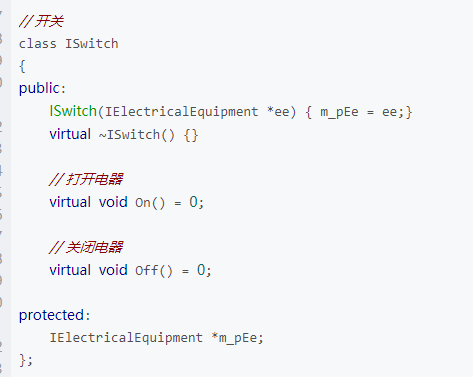 // 开关
class ISwitch
{
public:
    ISwitch(IElectricalEquipment *ee) { m_pEe = ee;}
    virtual ~ISwitch() {}

    // 打开电器
    virtual void On() = 0;

    // 关闭电器
    virtual void Off() = 0;

protected:
    IElectricalEquipment *m_pEe;
};